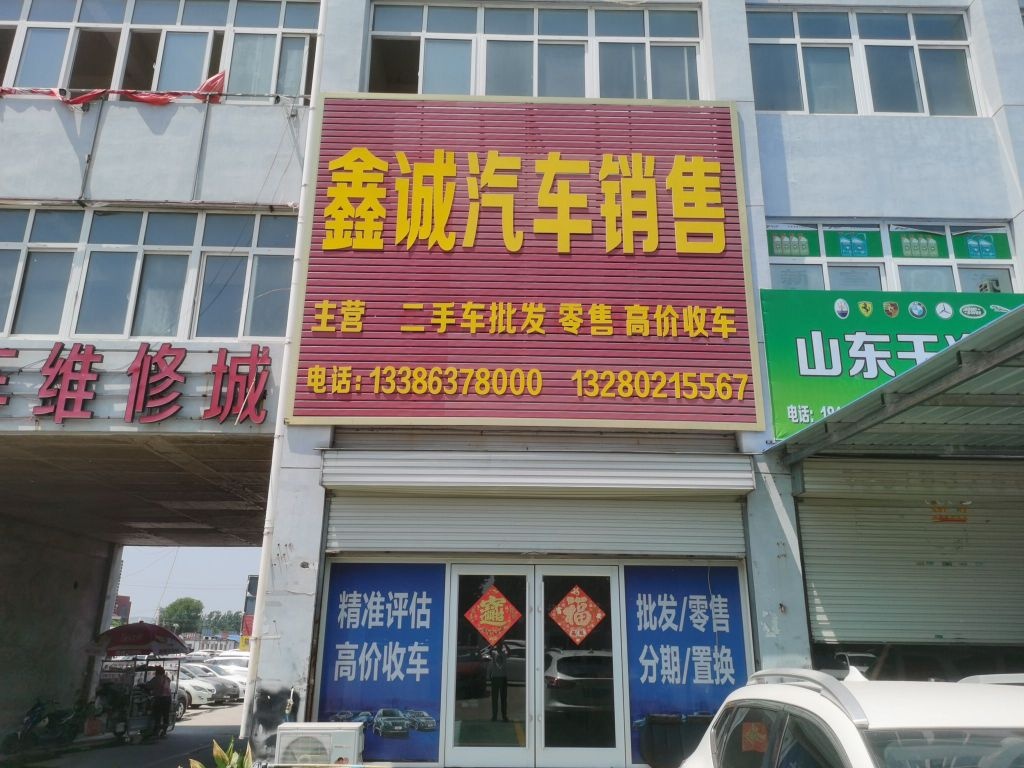 鑫诚汽车销售
主营 二手车批发 零售 高价收车
电话:13386378000 13280215567
维修城
山东
电话:
精准评估
高价收车
福
批发/零售
分期/置换